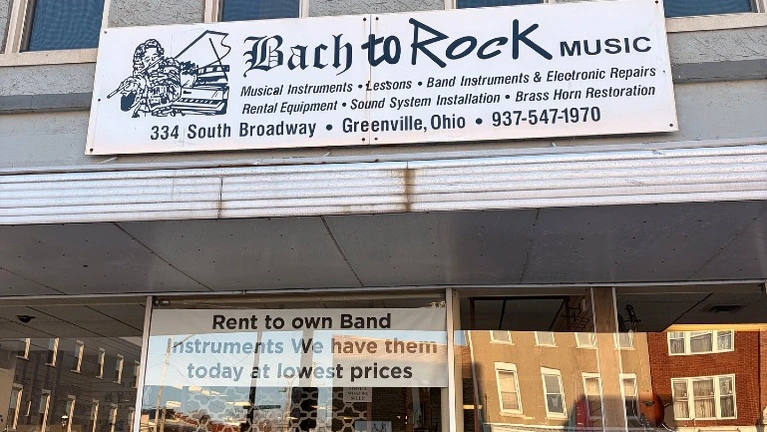 Bach to Rock MUSIC
Musical Instruments • Lessons • Band Instruments & Electronic Repairs
Rental Equipment • Sound System Installation • Brass Horn Restoration
334 South Broadway • Greenville, Ohio • 937-547-1970
Rent to own Band
Instruments We have them
today at lowest prices